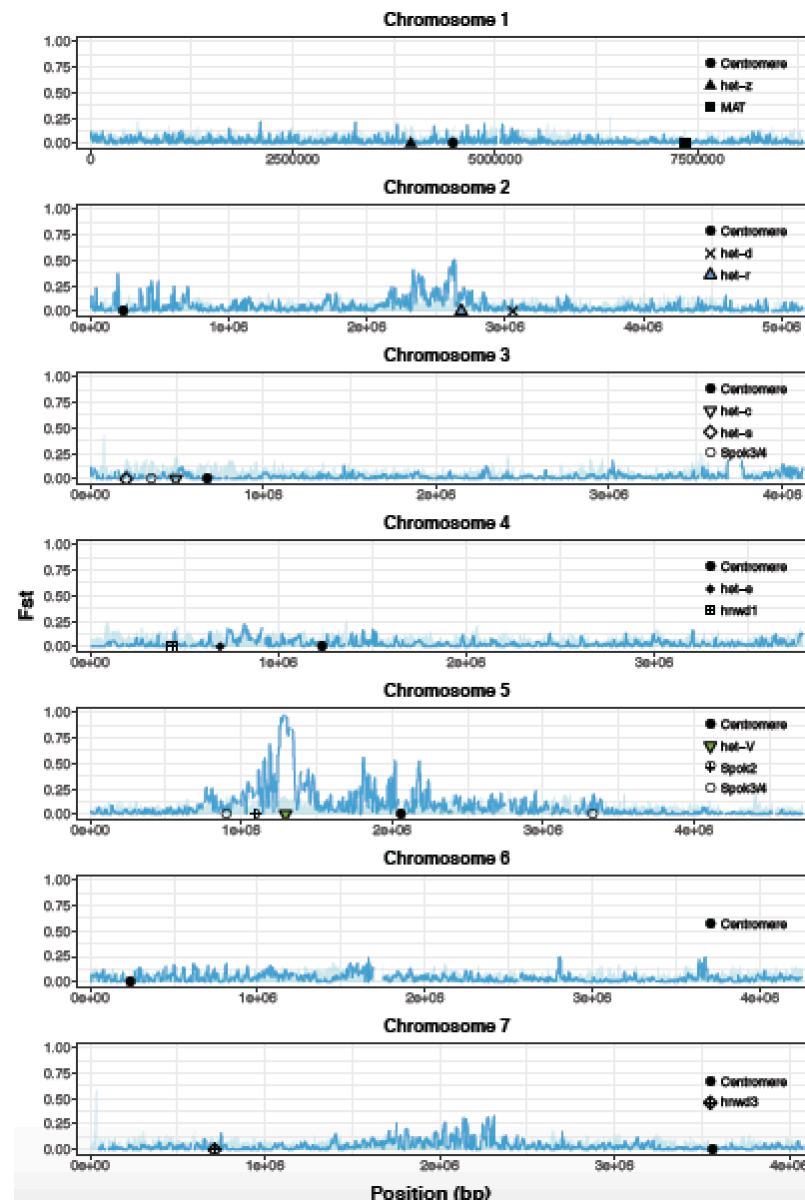 Chromosome 1
1.00
0.75
0.50
0.25
0.00
Centromere
het-z
MAT
0 2500000 5000000 7500000
Chromosome 2
1.00
0.75
0.50
0.25
0.00
Centromere
het-d
het-r
0e+00 1e+06 2e+06 3e+06 4e+06 5e+06
Chromosome 3
1.00
0.75
0.50
0.25
0.00
Centromere
het-c
het-s
Spok3/4
0e+00 1e+06 2e+06 3e+06 4e+06
Chromosome 4
1.00
0.75
0.50
0.25
0.00
Centromere
het-e
hnwd1
0e+00 1e+06 2e+06 3e+06
Fst
Chromosome 5
1.00
0.75
0.50
0.25
0.00
Centromere
het-V
Spok2
Spok3/4
0e+00 1e+06 2e+06 3e+06 4e+06
Chromosome 6
1.00
0.75
0.50
0.25
0.00
Centromere
0e+00 1e+06 2e+06 3e+06 4e+06
Chromosome 7
1.00
0.75
0.50
0.25
0.00
Centromere
hnwd3
0e+00 1e+06 2e+06 3e+06 4e+06
Position (bp)